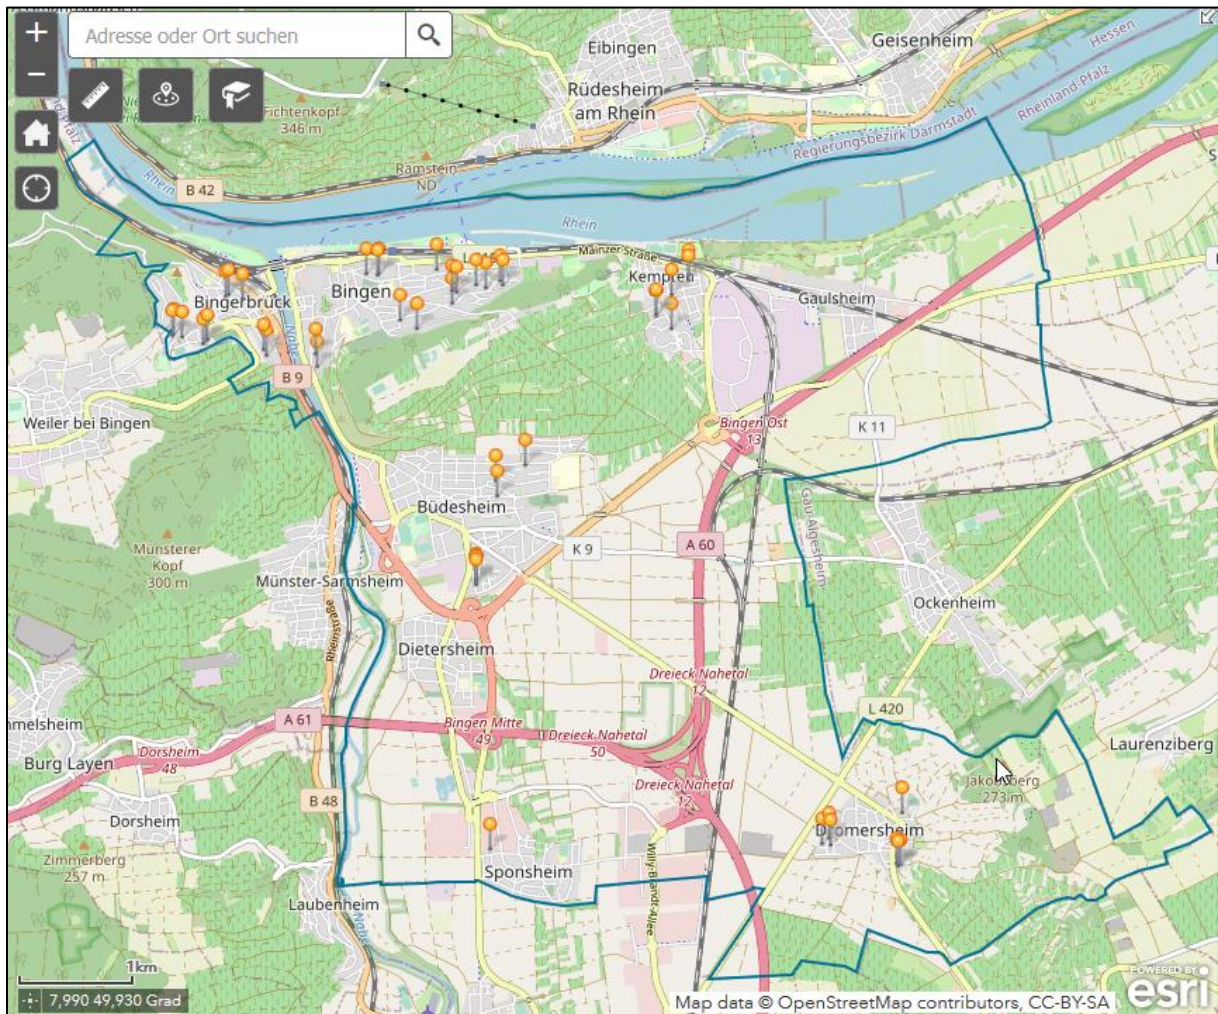 +
Adresse oder Ort suchen
−
Eibingen
Geisenheim
Hessen
Rheinland-Pfalz
Rüdesheim
am Rhein
Fichtenkopf
346 m
Regierungsbezirk Darmstadt
Ramstein
ND
Rhein
B 42
Rhein
Mainzer Straße
Kempten
Bingerbrück
Bingen
Gaulsheim
Nahe
B 9
Weiler bei Bingen
Bingen Ost
13
K 11
Büdesheim
Gau-Algesheim
Münsterer
Kopf
300 m
K 9
A 60
Münster-Sarmsheim
Ockenheim
Rheinstraße
Dietersheim
Dreieck Nahetal
12
L 420
A 61
Bingen Mitte
49
Dreieck Nahetal
50
Laurenziberg
mmelsheim
Burg Layen
Dorsheim
48
Jakobsberg
273 m
Dreieck Nahetal
12
B 48
Dorsheim
Dromersheim
Zimmerberg
257 m
Sponsheim
Willy-Brandt-Allee
Laubenheim
Nahe
1km
7,990 49,930 Grad
Map data © OpenStreetMap contributors, CC-BY-SA
POWERED BY
esri